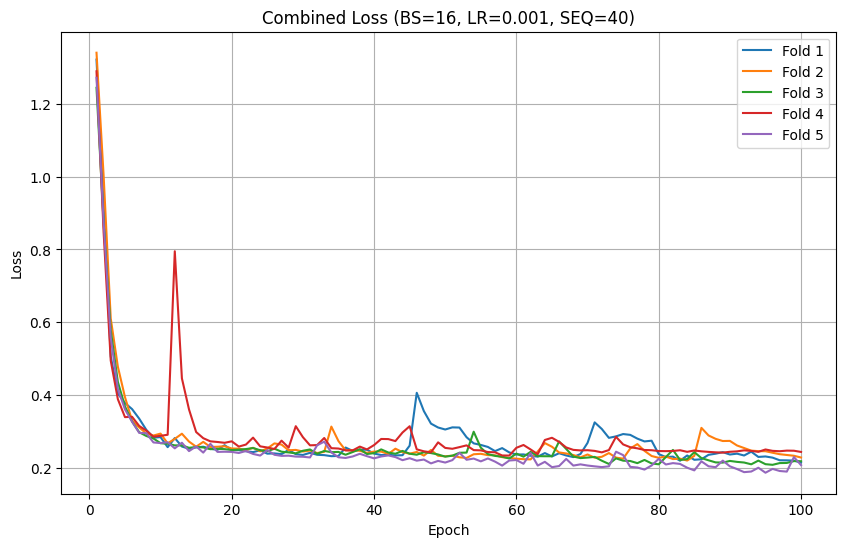 Combined Loss (BS=16, LR=0.001, SEQ=40)
Fold 1
Fold 2
Fold 3
Fold 4
Fold 5
Loss
1.2
1.0
0.8
0.6
0.4
0.2
0 20 40 60 80 100
Epoch